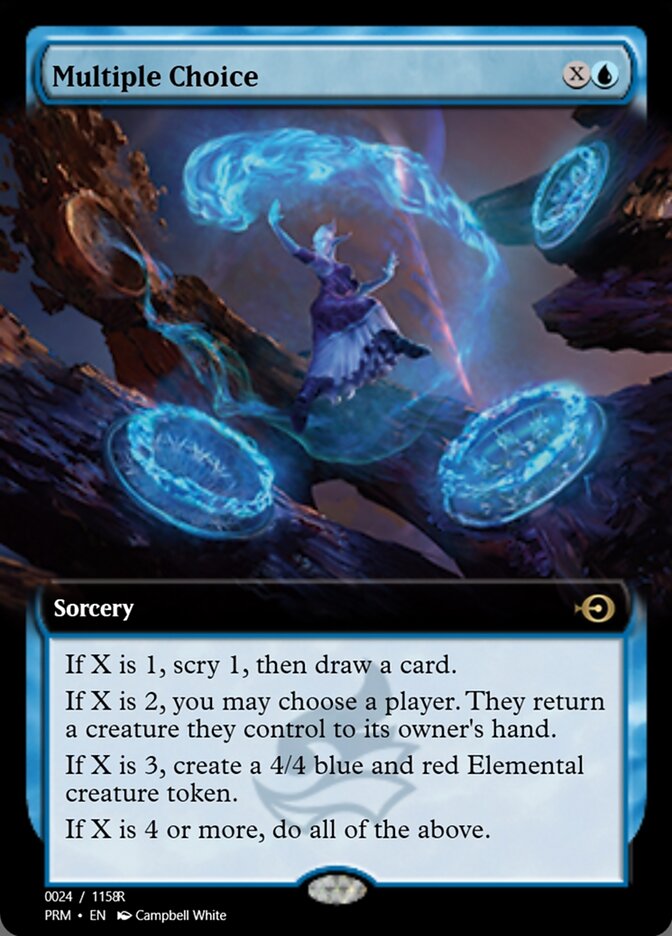 Multiple Choice X
Sorcery
If X is 1, scry 1, then draw a card.
If X is 2, you may choose a player. They return
a creature they control to its owner's hand.
If X is 3, create a 4/4 blue and red Elemental
creature token.
If X is 4 or more, do all of the above.
0024 / 1158R
PRM • EN Campbell White